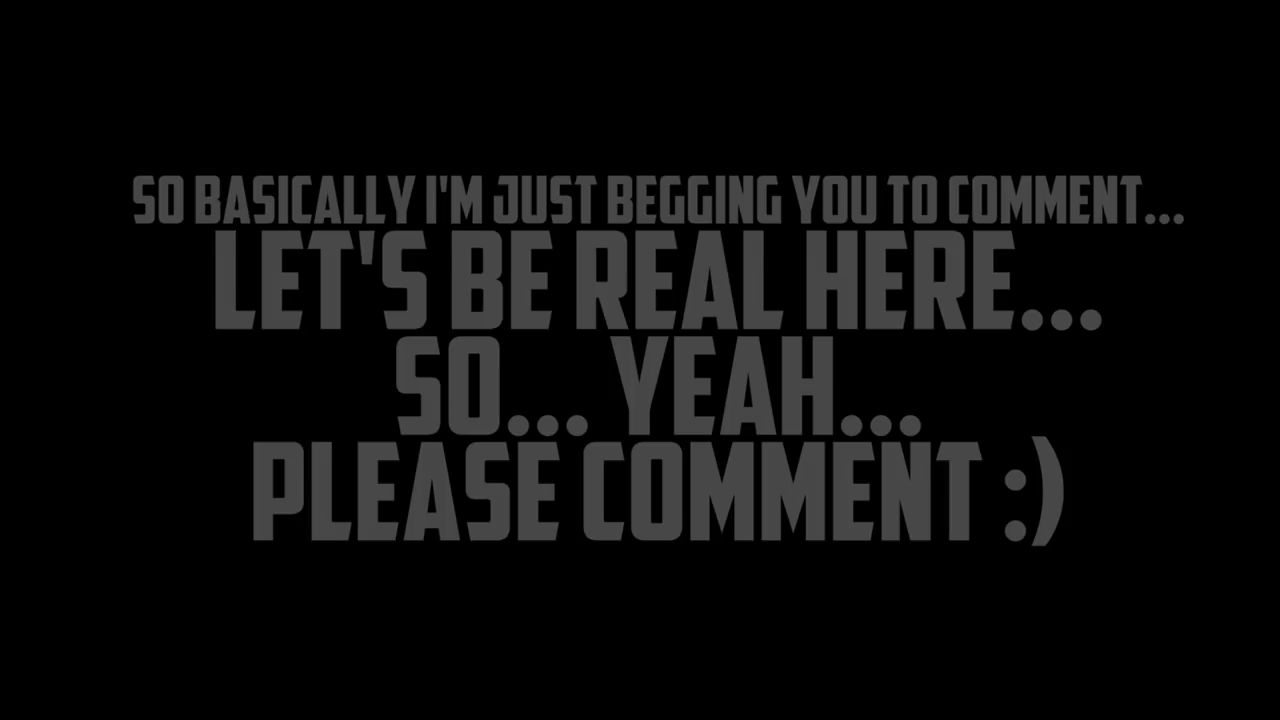 SO BASICALLY I'M JUST BEGGING YOU TO COMMENT...
LET'S BE REAL HERE...
SO... YEAH...
PLEASE COMMENT :)